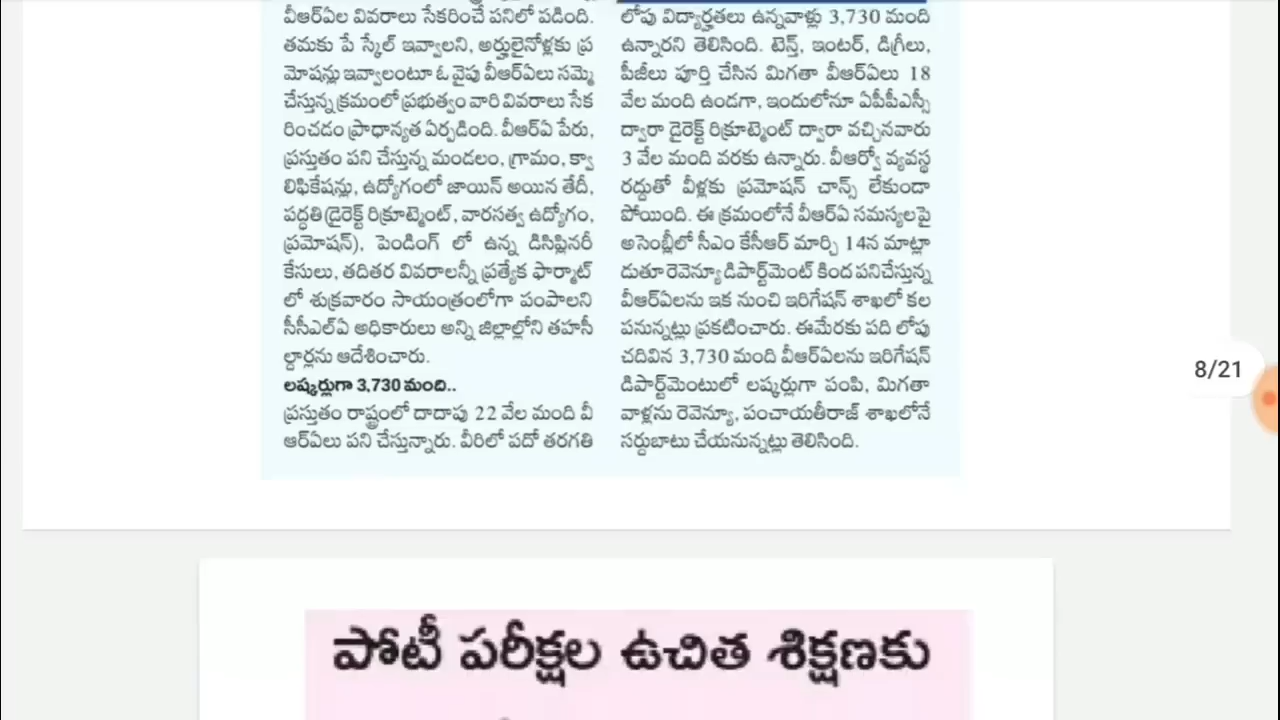 వీఆర్ఏల వివరాలు సేకరించే పనిలో పడింది.
తమకు పే స్కేల్ ఇవ్వాలని, అర్హులైనోళ్లకు ప్ర
మోషన్లు ఇవ్వాలంటూ ఓ వైపు వీఆర్ఏలు సమ్మె
చేస్తున్న క్రమంలో ప్రభుత్వం వారి వివరాలు సేక
రించడం ప్రాధాన్యత ఏర్పడింది. వీఆర్ఏ పేరు,
ప్రస్తుతం పని చేస్తున్న మండలం, గ్రామం, క్వా
లిఫికేషన్లు, ఉద్యోగంలో జాయిన్ అయిన తేదీ,
పద్ధతి(డైరెక్ట్ రిక్రూట్మెంట్, వారసత్వ ఉద్యోగం,
ప్రమోషన్), పెండింగ్ లో ఉన్న డిసిప్లినరీ
కేసులు, తదితర వివరాలన్నీ ప్రత్యేక ఫార్మాట్
లో శుక్రవారం సాయంత్రంలోగా పంపాలని
సీసీఎల్ఏ అధికారులు అన్ని జిల్లాల్లోని తహసీ
ల్దార్లను ఆదేశించారు.
లష్కర్లుగా 3,730 మంది..
ప్రస్తుతం రాష్ట్రంలో దాదాపు 22 వేల మంది వీ
ఆర్ఏలు పని చేస్తున్నారు. వీరిలో పదో తరగతి
లోపు విద్యార్హతలు ఉన్నవాళ్లు 3,730 మంది
ఉన్నారని తెలిసింది. టెన్త్, ఇంటర్, డిగ్రీలు,
పీజీలు పూర్తి చేసిన మిగతా వీఆర్ఏలు 18
వేల మంది ఉండగా, ఇందులోనూ ఏపీపీఎస్సీ
ద్వారా డైరెక్ట్ రిక్రూట్మెంట్ ద్వారా వచ్చినవారు
3 వేల మంది వరకు ఉన్నారు. వీఆర్వో వ్యవస్థ
రద్దుతో వీళ్లకు ప్రమోషన్ చాన్స్ లేకుండా
పోయింది. ఈ క్రమంలోనే వీఆర్ఏ సమస్యలపై
అసెంబ్లీలో సీఎం కేసీఆర్ మార్చి 14న మాట్లా
డుతూ రెవెన్యూ డిపార్ట్‌మెంట్ కింద పనిచేస్తున్న
వీఆర్ఏలను ఇక నుంచి ఇరిగేషన్ శాఖలో కల
పనున్నట్లు ప్రకటించారు. ఈమేరకు పది లోపు
చదివిన 3,730 మంది వీఆర్ఏలను ఇరిగేషన్
డిపార్ట్‌మెంటులో లష్కర్లుగా పంపి, మిగతా
వాళ్లను రెవెన్యూ, పంచాయతీరాజ్ శాఖలోనే
సర్దుబాటు చేయనున్నట్లు తెలిసింది.
8/21
పోటీ పరీక్షల ఉచిత శిక్షణకు